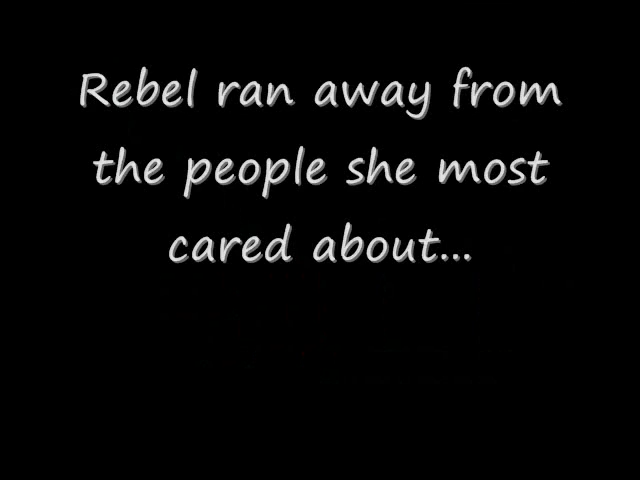 Rebel ran away from
the people she most
cared about...